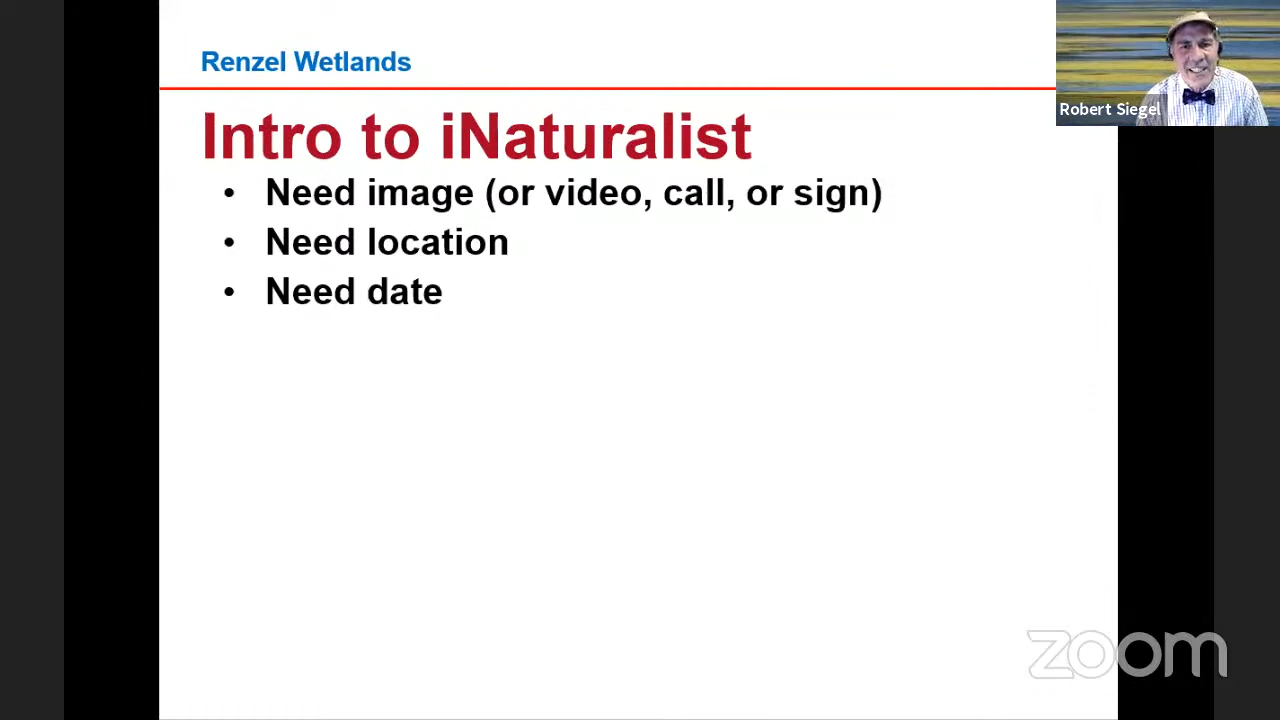 Renzel Wetlands
Robert Siegel
Intro to iNaturalist
• Need image (or video, call, or sign)
• Need location
• Need date
zoom